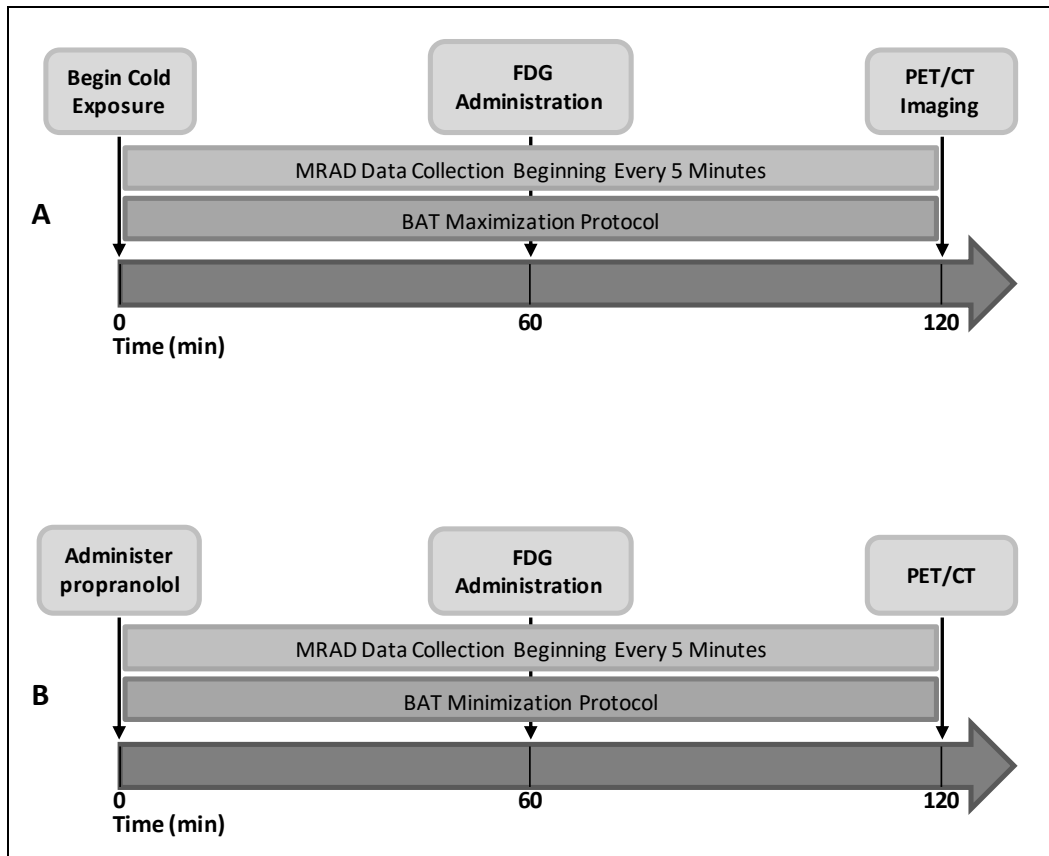 Begin Cold
Exposure
FDG
Administration
PET/CT
Imaging
MRAD Data Collection Beginning Every 5 Minutes
A
BAT Maximization Protocol
0
60
120
Time (min)
Administer
propranolol
FDG
Administration
PET/CT
MRAD Data Collection Beginning Every 5 Minutes
B
BAT Minimization Protocol
0
60
120
Time (min)